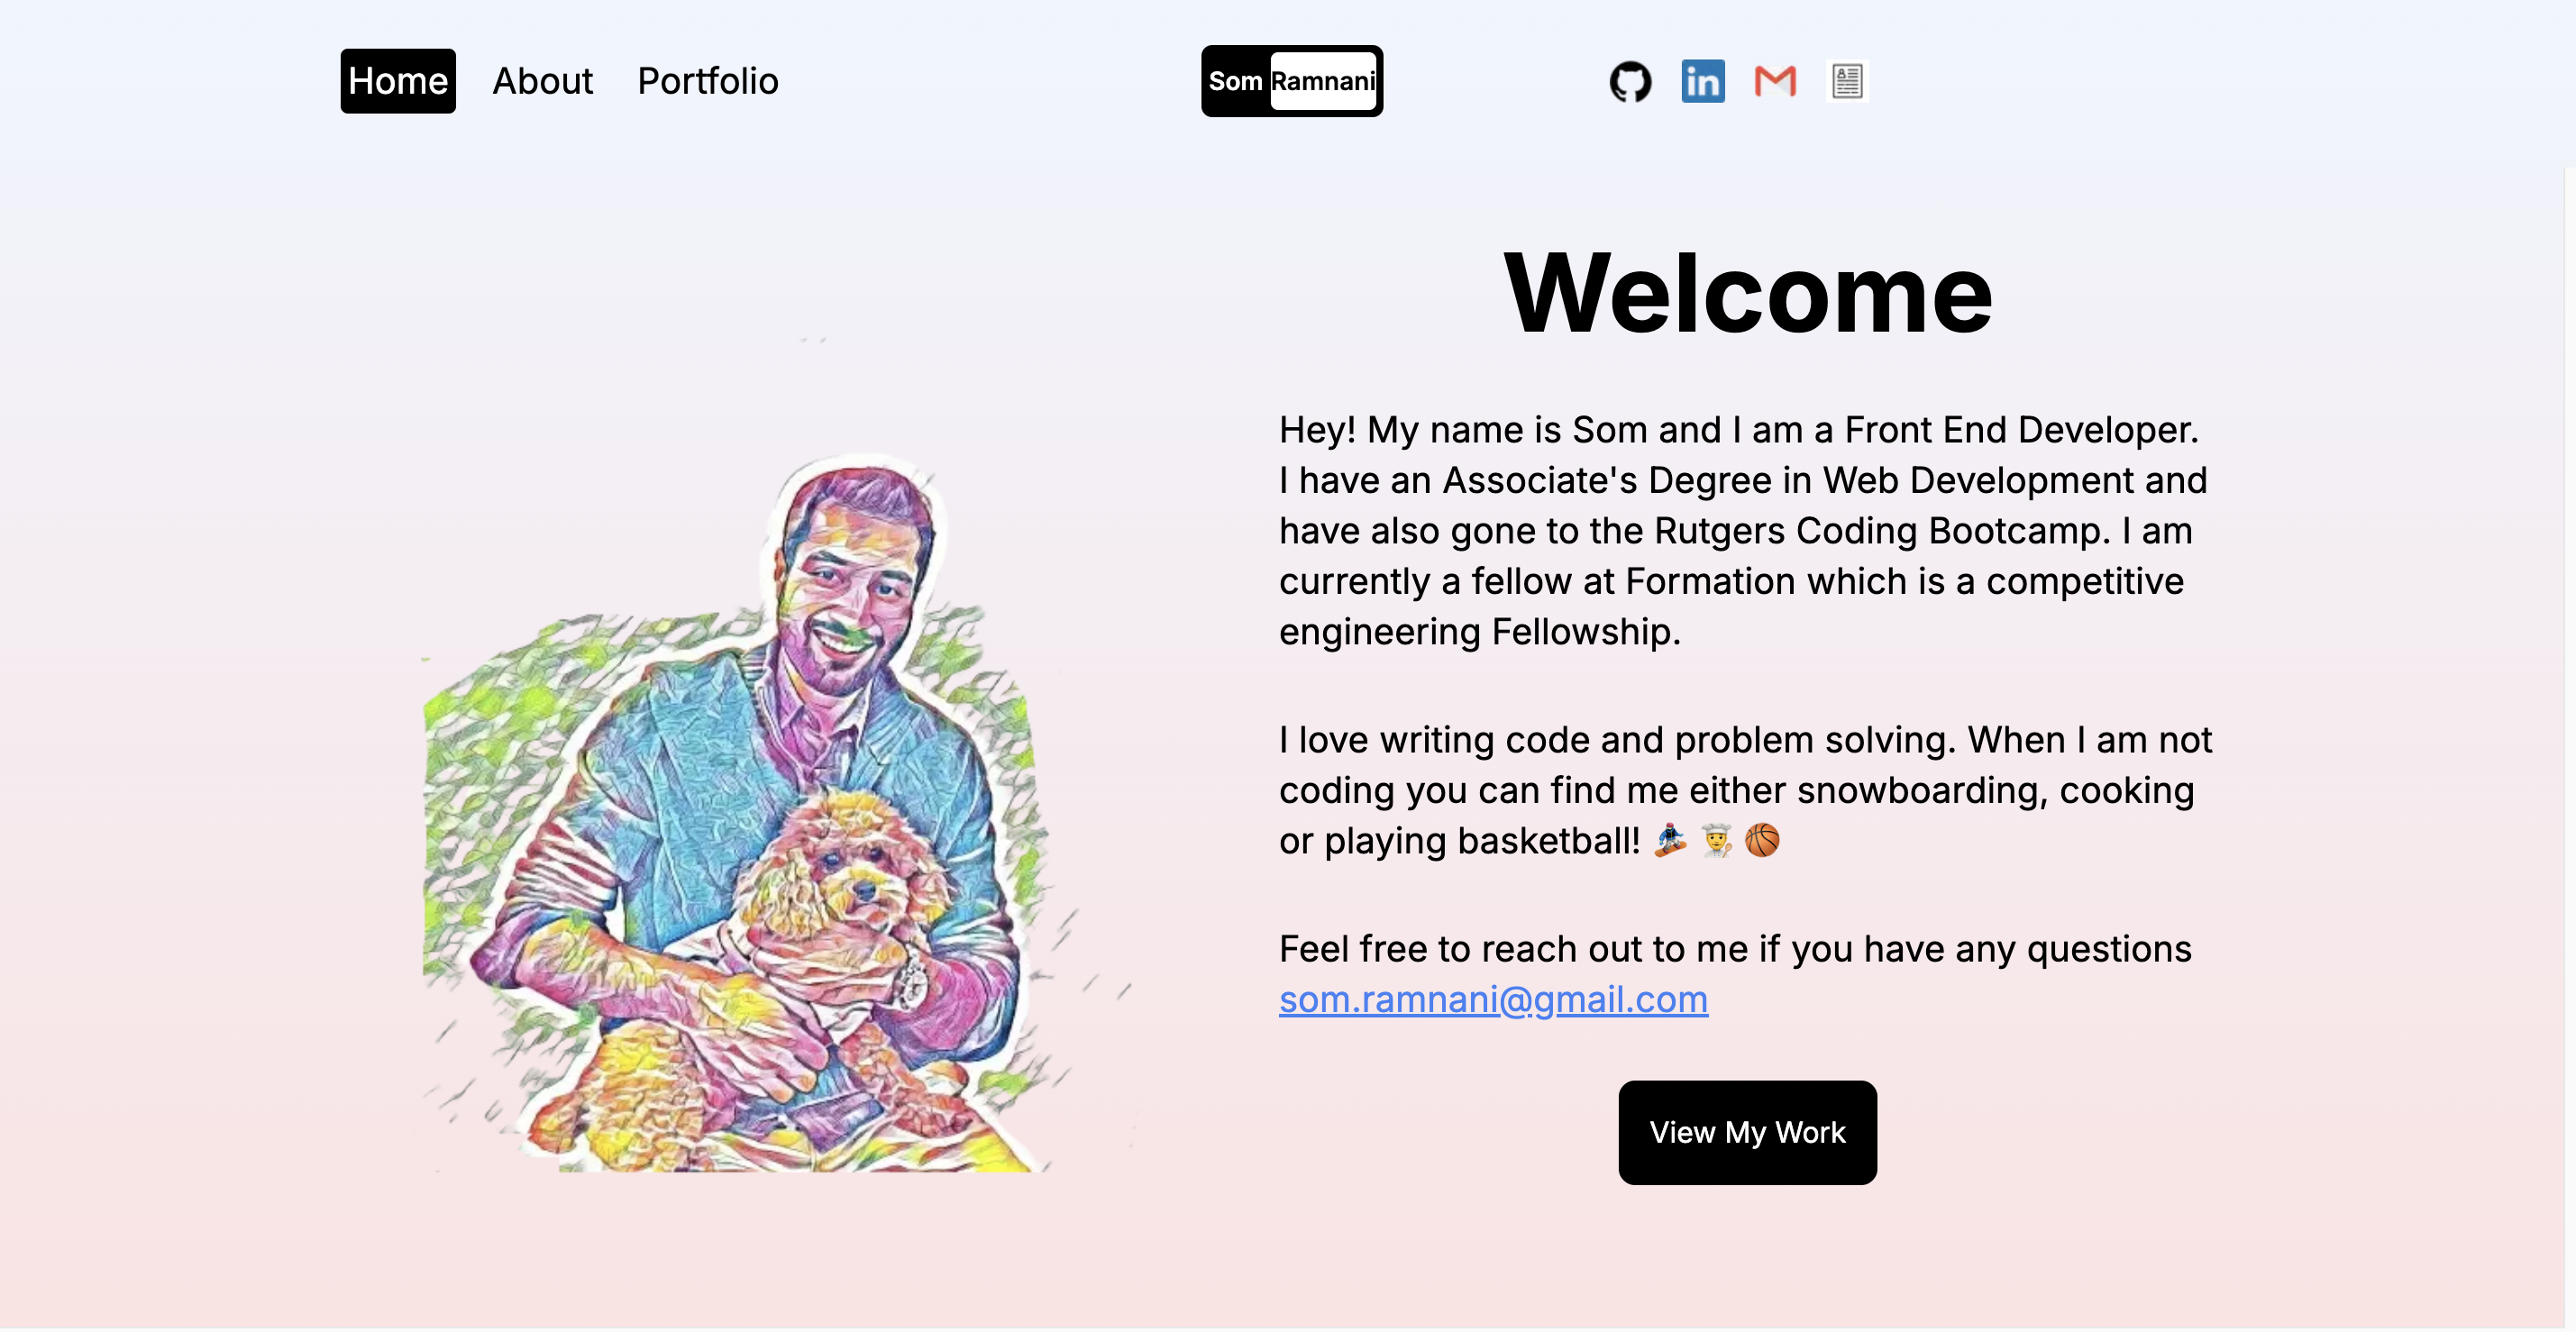 Home About Portfolio Som Ramnani in
Welcome
Hey! My name is Som and I am a Front End Developer.
I have an Associate's Degree in Web Development and
have also gone to the Rutgers Coding Bootcamp. I am
currently a fellow at Formation which is a competitive
engineering Fellowship.
I love writing code and problem solving. When I am not
coding you can find me either snowboarding, cooking
or playing basketball! 🏂 👨‍🍳 🏀
Feel free to reach out to me if you have any questions
som.ramnani@gmail.com
View My Work